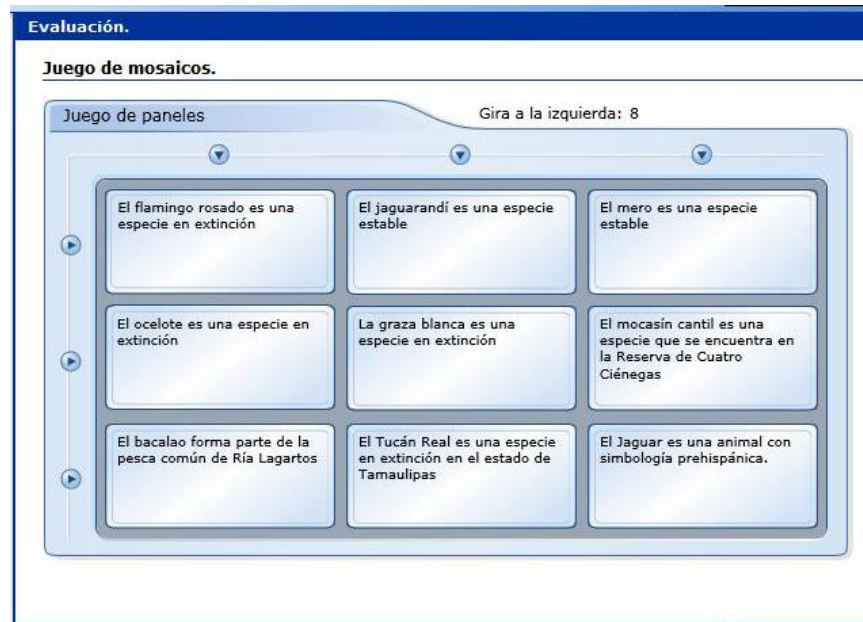 Evaluación.
Juego de mosaicos.
Juego de paneles
Gira a la izquierda: 8
El flamingo rosado es una
especie en extinción
El jaguarandí es una especie
estable
El mero es una especie
estable
El ocelote es una especie en
extinción
La graza blanca es una
especie en extinción
El mocasín cantil es una
especie que se encuentra en
la Reserva de Cuatro
Ciénegas
El bacalao forma parte de la
pesca común de Ría Lagartos
El Tucán Real es una especie
en extinción en el estado de
Tamaulipas
El Jaguar es una animal con
simbología prehispánica.